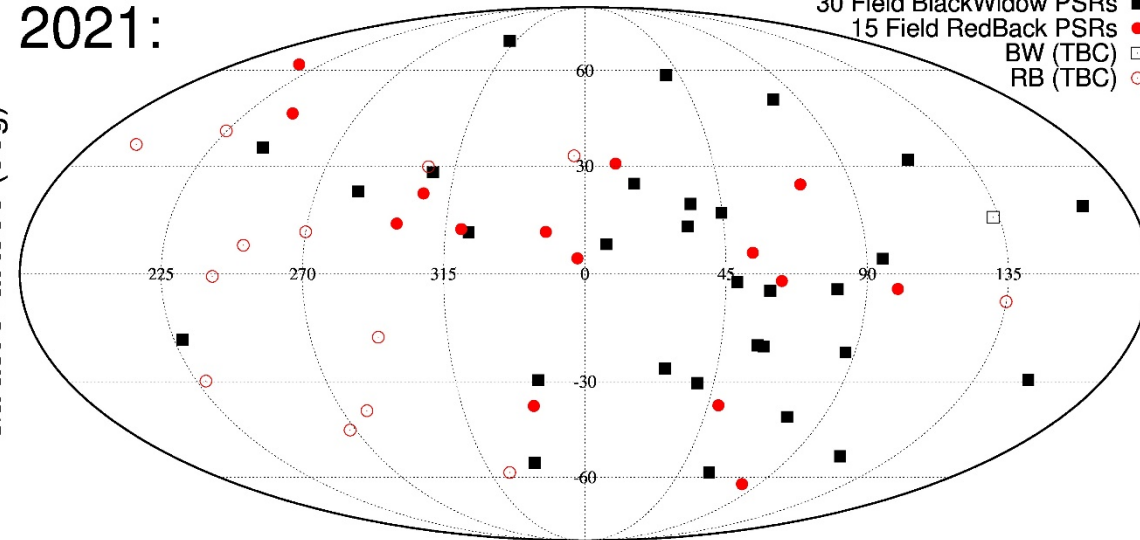 2021:
30 Field BlackWidow PSRs
15 Field RedBack PSRs
BW (TBC)
RB (TBC)
60
30
225 270 315 0 45 90 135
-30
-60